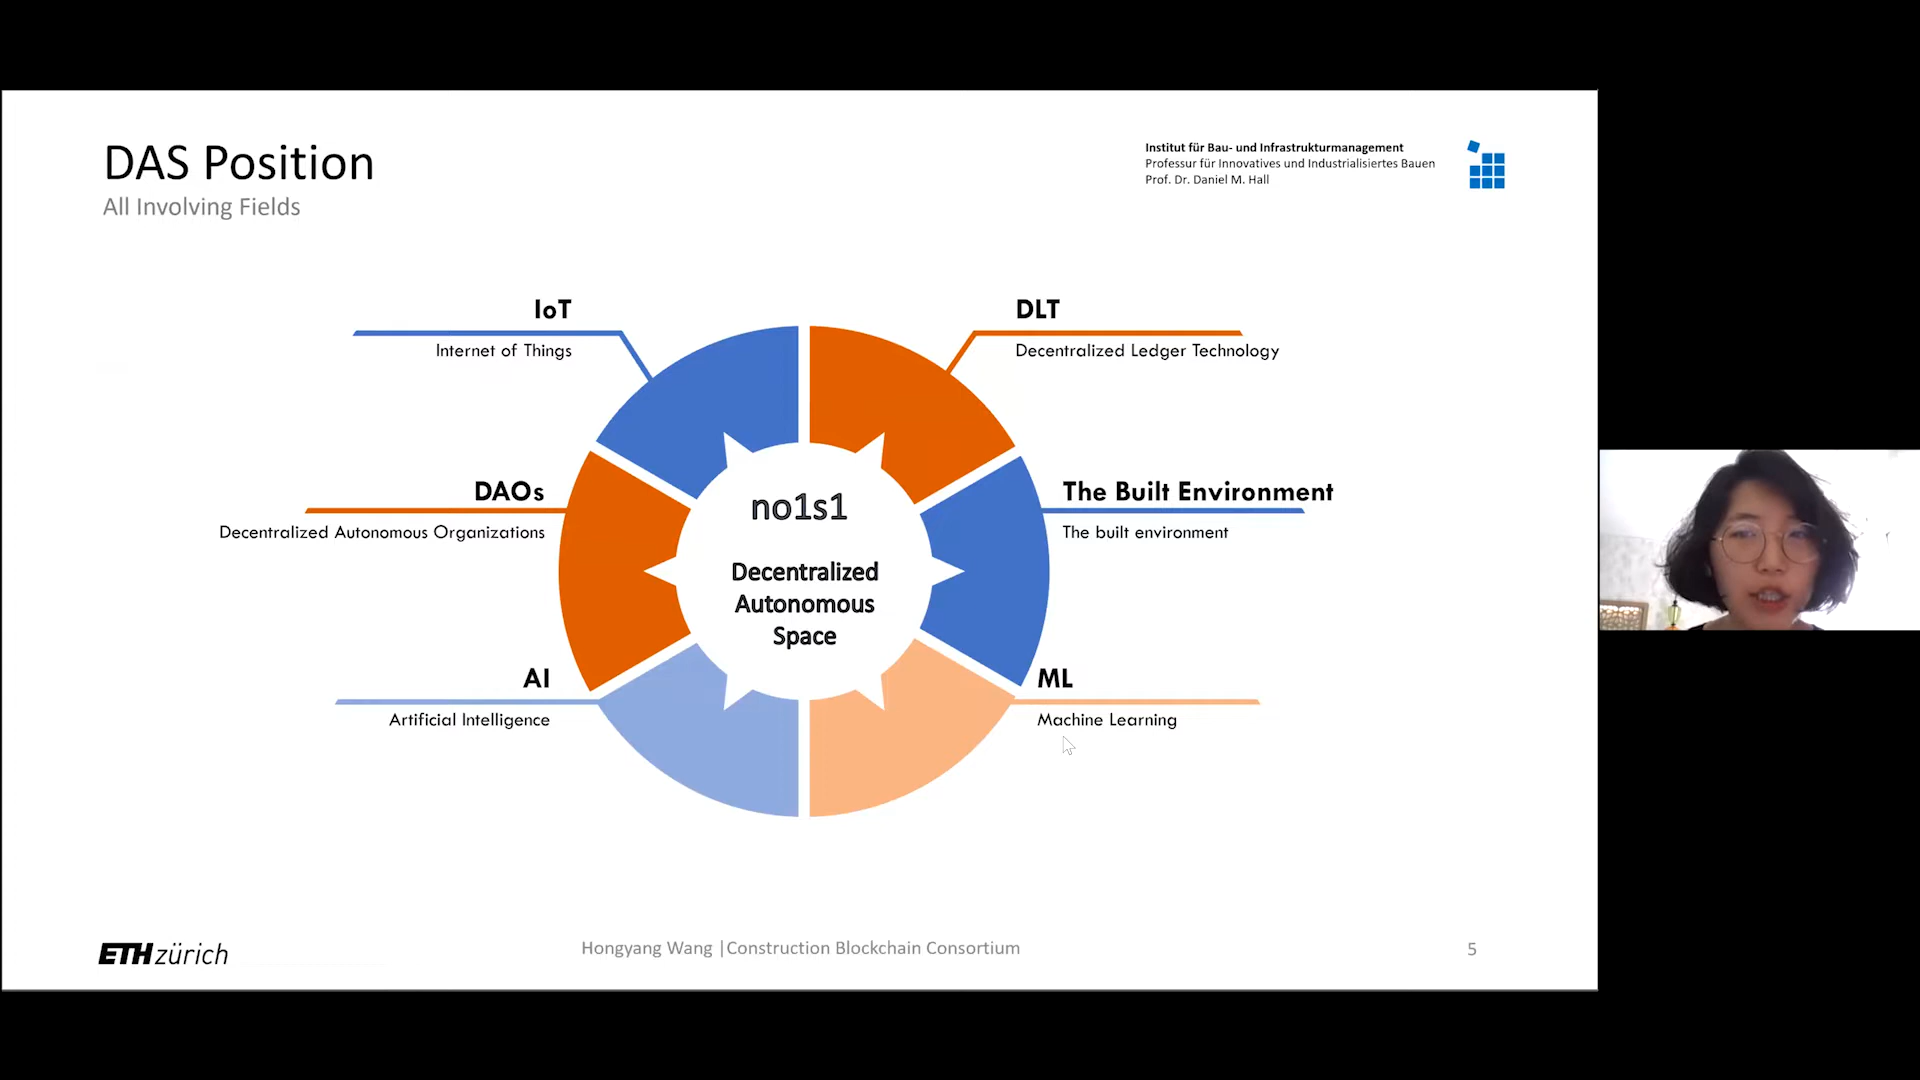 DAS Position
All Involving Fields
Institut für Bau- und Infrastrukturmanagement
Professur für Innovatives und Industrialisiertes Bauen
Prof. Dr. Daniel M. Hall
IoT
Internet of Things
DLT
Decentralized Ledger Technology
DAOs
Decentralized Autonomous Organizations
no1s1
Decentralized
Autonomous
Space
The Built Environment
The built environment
AI
Artificial Intelligence
ML
Machine Learning
ETH zürich
Hongyang Wang |Construction Blockchain Consortium
5